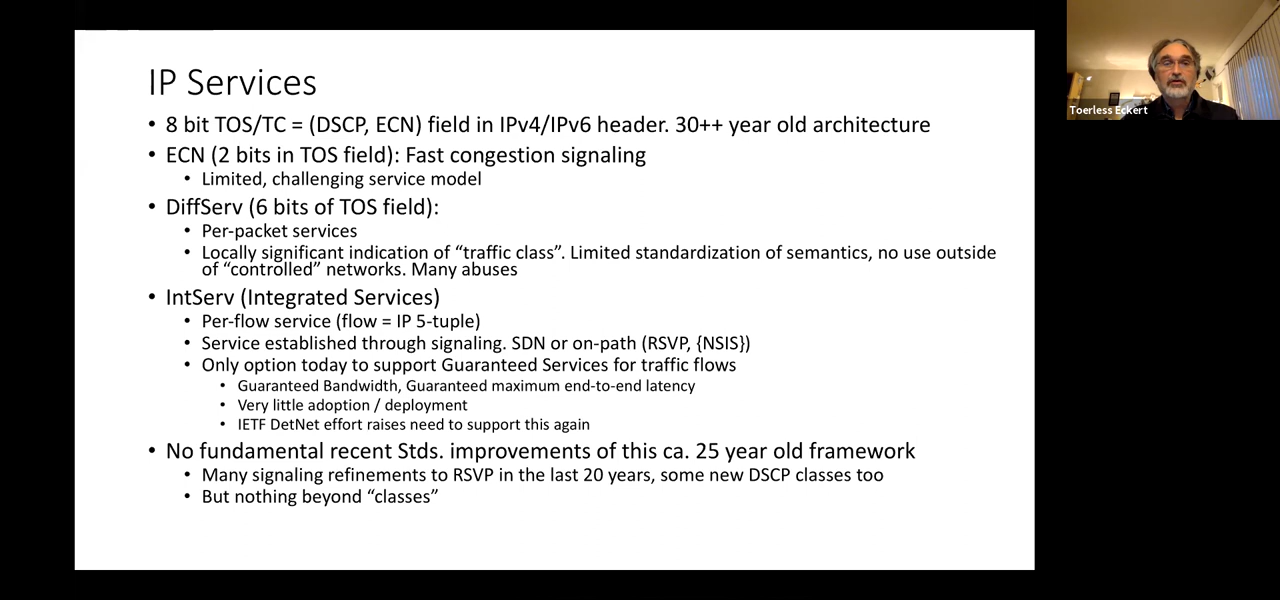 IP Services
• 8 bit TOS/TC = (DSCP, ECN) field in IPv4/IPv6 header. 30++ year old architecture
• ECN (2 bits in TOS field): Fast congestion signaling
• Limited, challenging service model
• DiffServ (6 bits of TOS field):
• Per-packet services
• Locally significant indication of “traffic class”. Limited standardization of semantics, no use outside
of “controlled” networks. Many abuses
• IntServ (Integrated Services)
• Per-flow service (flow = IP 5-tuple)
• Service established through signaling. SDN or on-path (RSVP, {NSIS})
• Only option today to support Guaranteed Services for traffic flows
• Guaranteed Bandwidth, Guaranteed maximum end-to-end latency
• Very little adoption / deployment
• IETF DetNet effort raises need to support this again
• No fundamental recent Stds. improvements of this ca. 25 year old framework
• Many signaling refinements to RSVP in the last 20 years, some new DSCP classes too
• But nothing beyond “classes”
Toerless Eckert